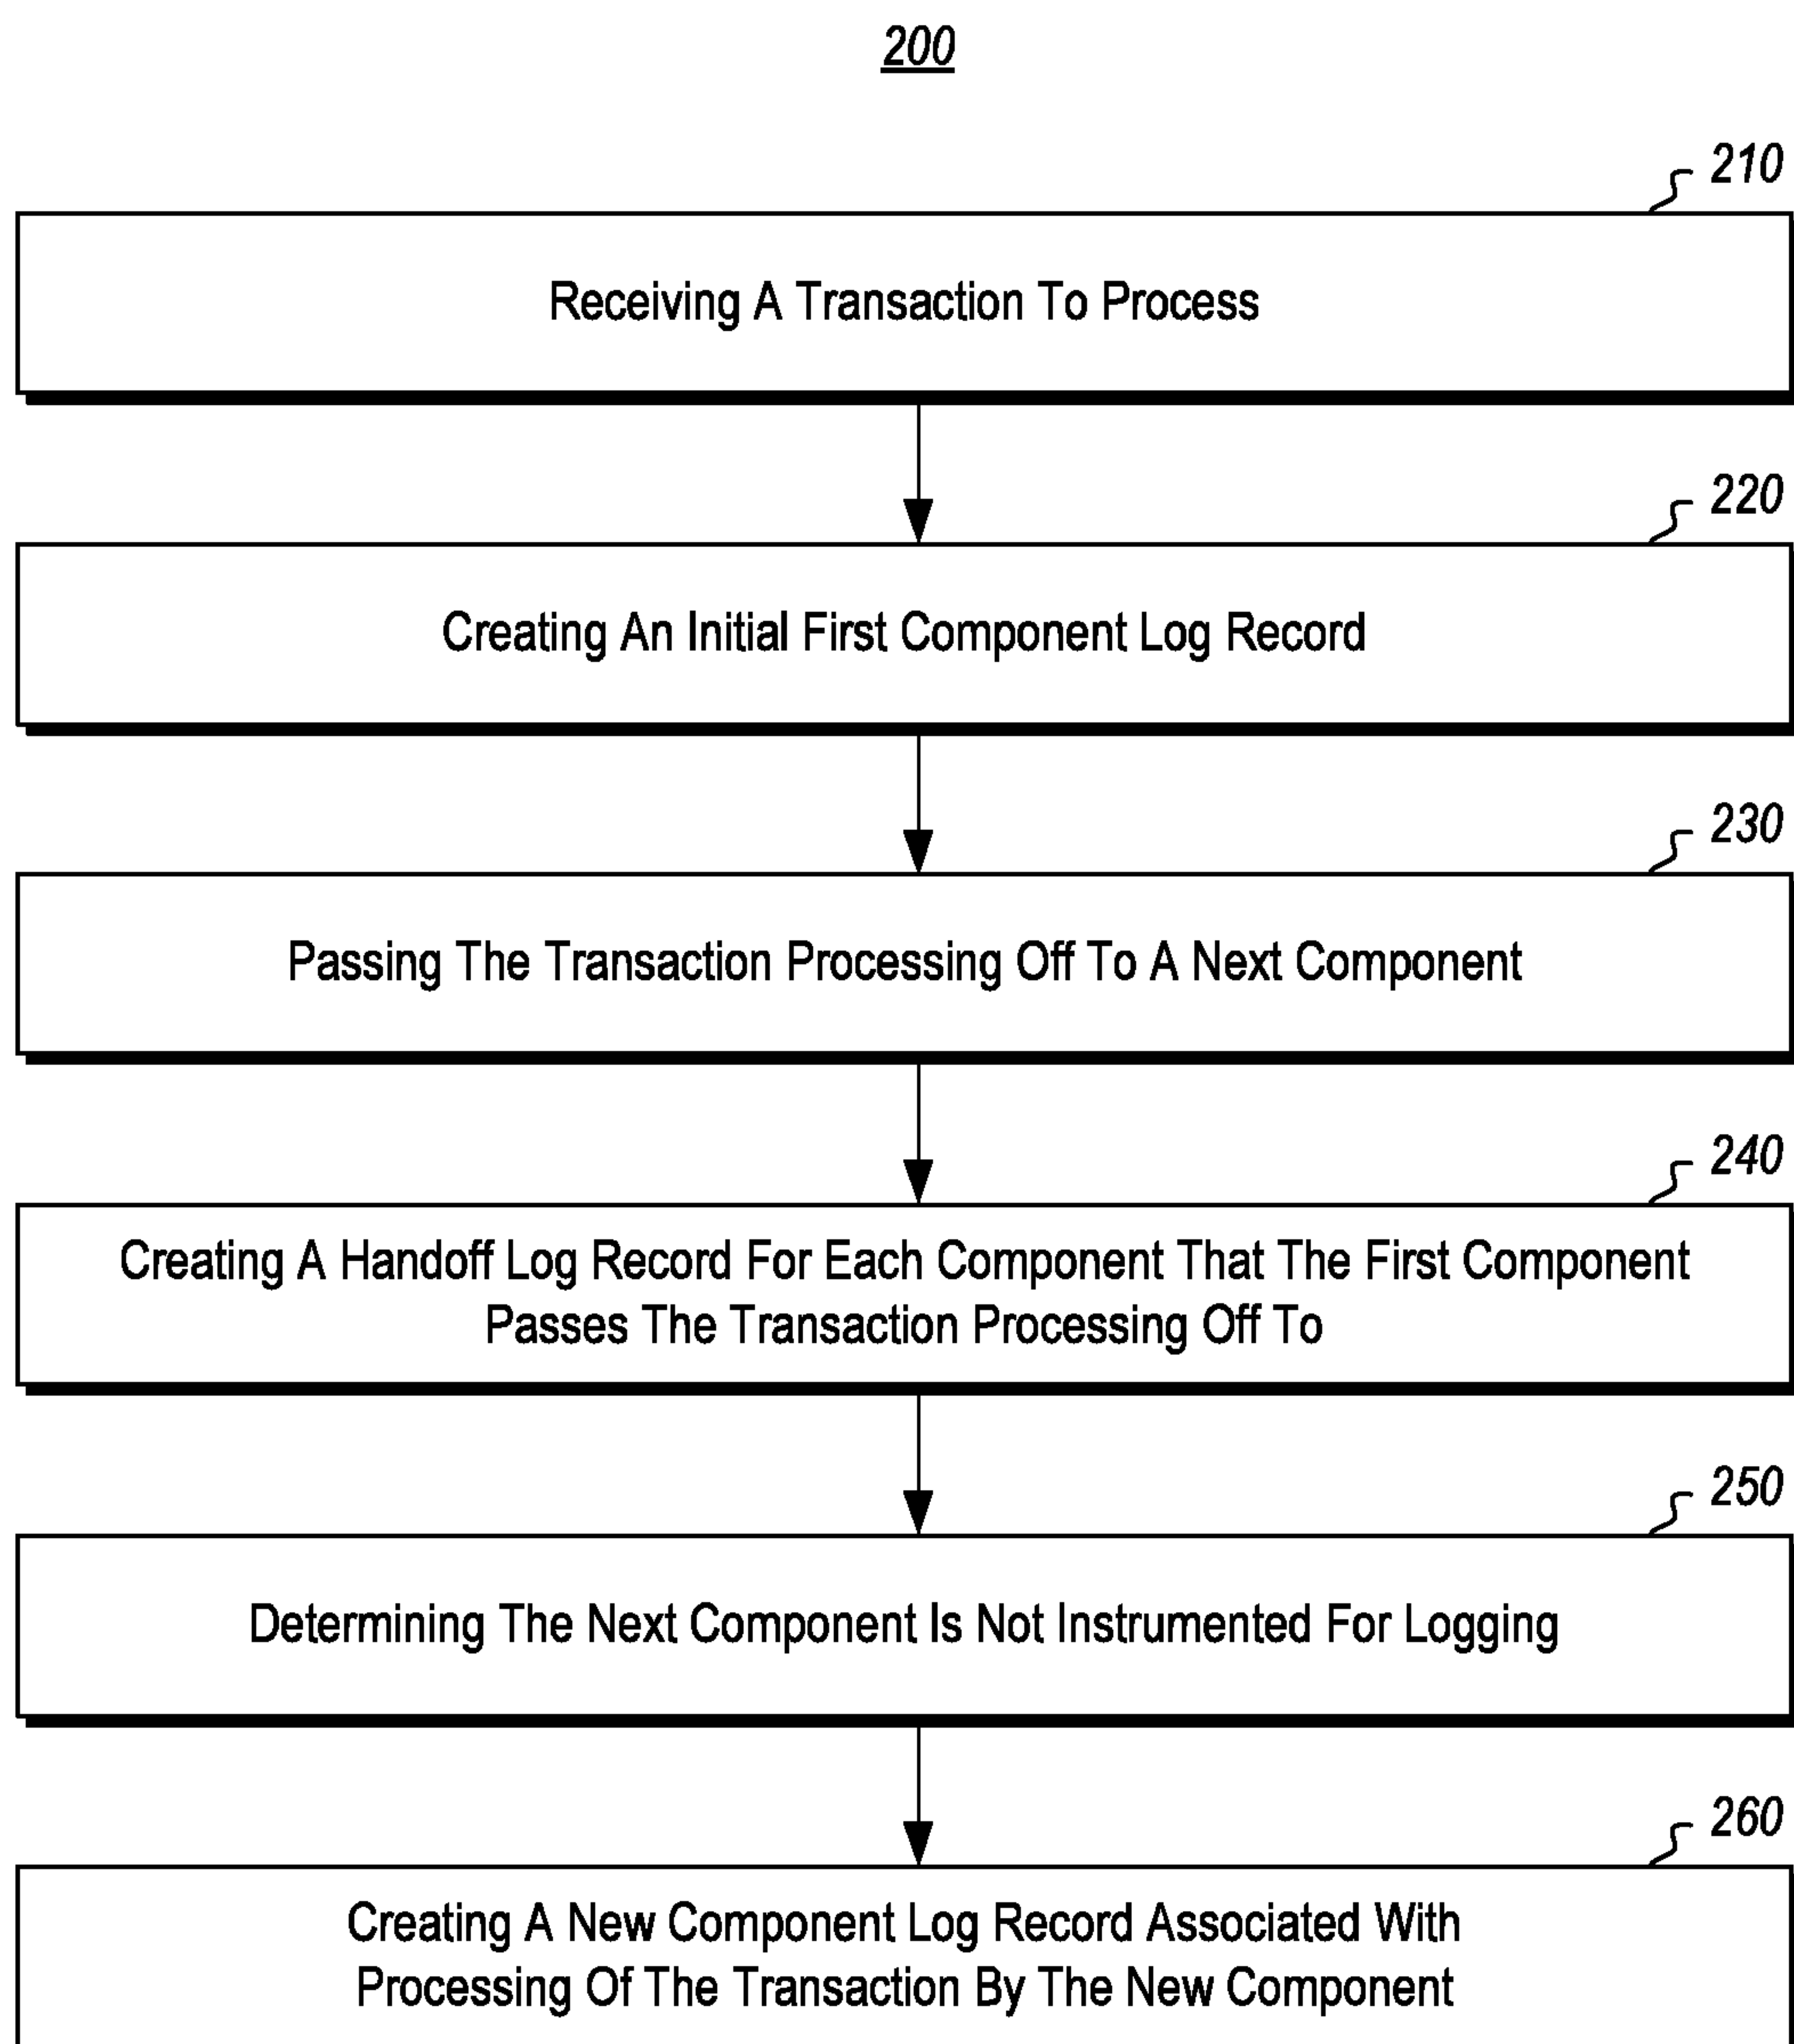 200
210
Receiving A Transaction To Process
220
Creating An Initial First Component Log Record
230
Passing The Transaction Processing Off To A Next Component
240
Creating A Handoff Log Record For Each Component That The First Component
Passes The Transaction Processing Off To
250
Determining The Next Component Is Not Instrumented For Logging
260
Creating A New Component Log Record Associated With
Processing Of The Transaction By The New Component